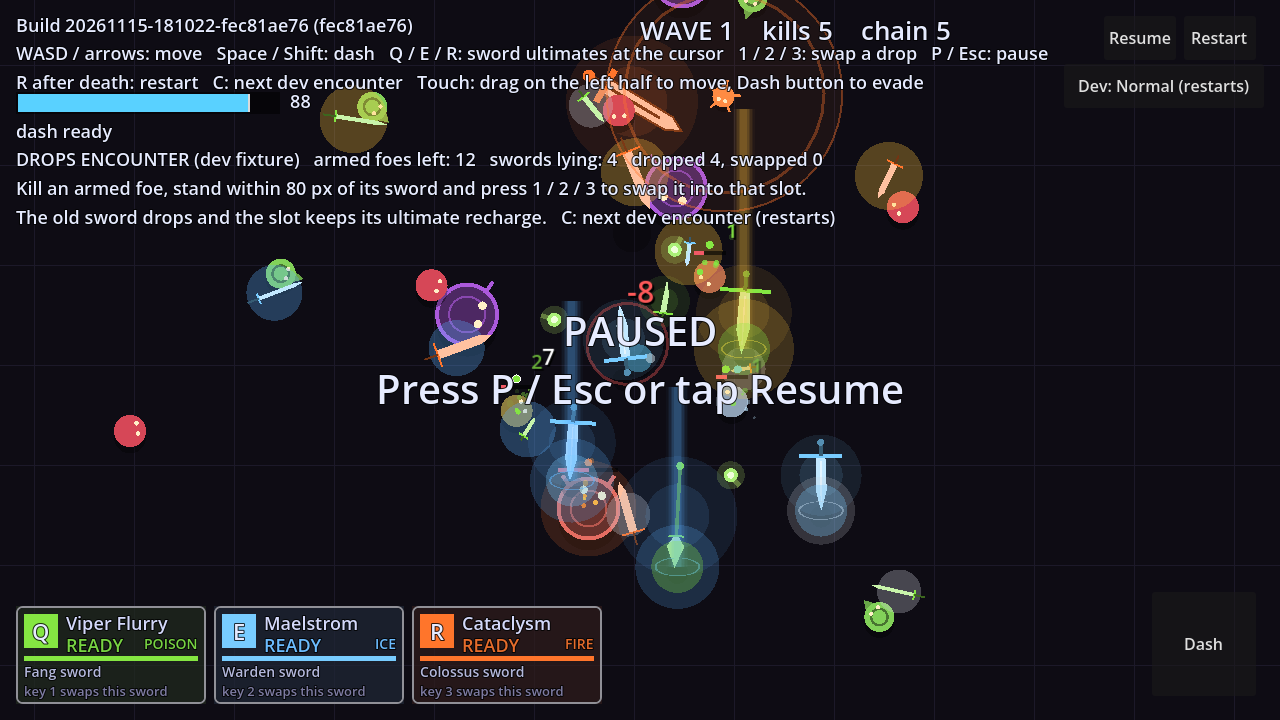 Build 20261115-181022-fec81ae76 (fec81ae76)
WAVE 1 kills 5 chain 5
Resume Restart
WASD / arrows: move Space / Shift: dash Q / E / R: sword ultimates at the cursor 1 / 2 / 3: swap a drop P / Esc: pause
R after death: restart C: next dev encounter Touch: drag on the left half to move, Dash button to evade
Dev: Normal (restarts)
88
dash ready
DROPS ENCOUNTER (dev fixture) armed foes left: 12 swords lying: 4 dropped 4, swapped 0
Kill an armed foe, stand within 80 px of its sword and press 1 / 2 / 3 to swap it into that slot.
The old sword drops and the slot keeps its ultimate recharge. C: next dev encounter (restarts)
1
-8
PAUSED
2 7
Press P / Esc or tap Resume
Q Viper Flurry
READY POISON
Fang sword
key 1 swaps this sword
E Maelstrom
READY ICE
Warden sword
key 2 swaps this sword
R Cataclysm
READY FIRE
Colossus sword
key 3 swaps this sword
Dash